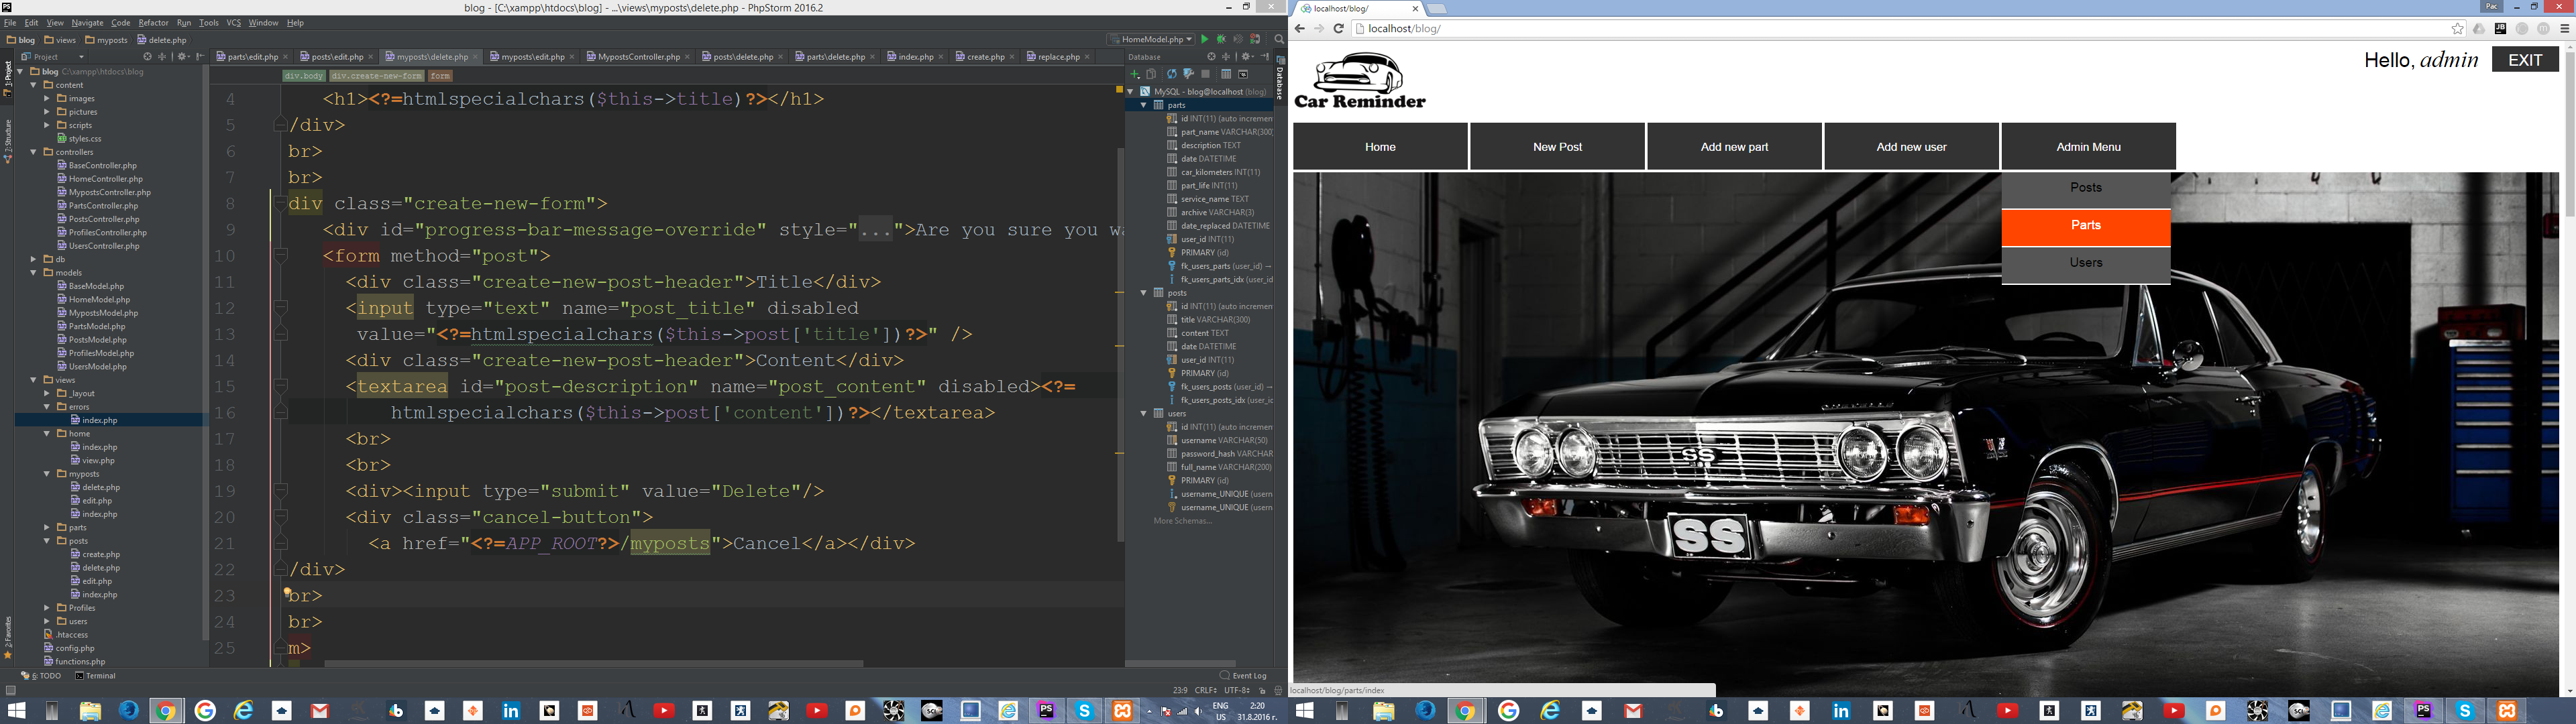 blog - [C:\xampp\htdocs\blog] - ...\views\myposts\delete.php - PhpStorm 2016.2
File Edit View Navigate Code Refactor Run Tools VCS Window Help
blog views myposts delete.php
HomeModel.php
Project
parts\edit.php posts\edit.php myposts\delete.php myposts\edit.php MypostsController.php posts\delete.php parts\delete.php index.php create.php replace.php
Database
1: Project
7: Structure
2: Favorites
Database
blog C:\xampp\htdocs\blog
content
images
pictures
scripts
styles.css
controllers
BaseController.php
HomeController.php
MypostsController.php
PartsController.php
PostsController.php
ProfilesController.php
UsersController.php
db
models
BaseModel.php
HomeModel.php
MypostsModel.php
PartsModel.php
PostsModel.php
ProfilesModel.php
UsersModel.php
views
_layout
errors
index.php
home
index.php
view.php
myposts
delete.php
edit.php
index.php
parts
posts
create.php
delete.php
edit.php
index.php
Profiles
users
.htaccess
config.php
functions.php
div.body div.create-new-form form
4 <h1><?=htmlspecialchars($this->title)?></h1>
5 /div>
6 br>
7 br>
8 div class="create-new-form">
9 <div id="progress-bar-message-override" style="...">Are you sure you wa
10 <form method="post">
11 <div class="create-new-post-header">Title</div>
12 <input type="text" name="post_title" disabled
13 value="<?=htmlspecialchars($this->post['title'])?>" />
14 <div class="create-new-post-header">Content</div>
15 <textarea id="post-description" name="post_content" disabled><?=
16 htmlspecialchars($this->post['content'])?></textarea>
17 <br>
18 <br>
19 <div><input type="submit" value="Delete"/>
20 <div class="cancel-button">
21 <a href="<?=APP_ROOT?>/myposts">Cancel</a></div>
22 /div>
23 br>
24 br>
25 m>
MySQL - blog@localhost (blog)
parts
id INT(11) (auto incremen
part_name VARCHAR(300)
description TEXT
date DATETIME
car_kilometers INT(11)
part_life INT(11)
service_name TEXT
archive VARCHAR(3)
date_replaced DATETIME
user_id INT(11)
PRIMARY (id)
fk_users_parts (user_id) →
fk_users_parts_idx (user_id
posts
id INT(11) (auto incremen
title VARCHAR(300)
content TEXT
date DATETIME
user_id INT(11)
PRIMARY (id)
fk_users_posts (user_id) →
fk_users_posts_idx (user_ic
users
id INT(11) (auto incremen
username VARCHAR(50)
password_hash VARCHAR
full_name VARCHAR(200)
PRIMARY (id)
username_UNIQUE (usern
username_UNIQUE (usern
More Schemas...
6: TODO Terminal
Event Log
23:9 CRLF UTF-8
ENG
US
2:20
31.8.2016 г.
localhost/blog/
Рас
localhost/blog/
Car Reminder
Hello, admin EXIT
Home New Post Add new part Add new user Admin Menu
Posts
Parts
Users
SS
SS
localhost/blog/parts/index